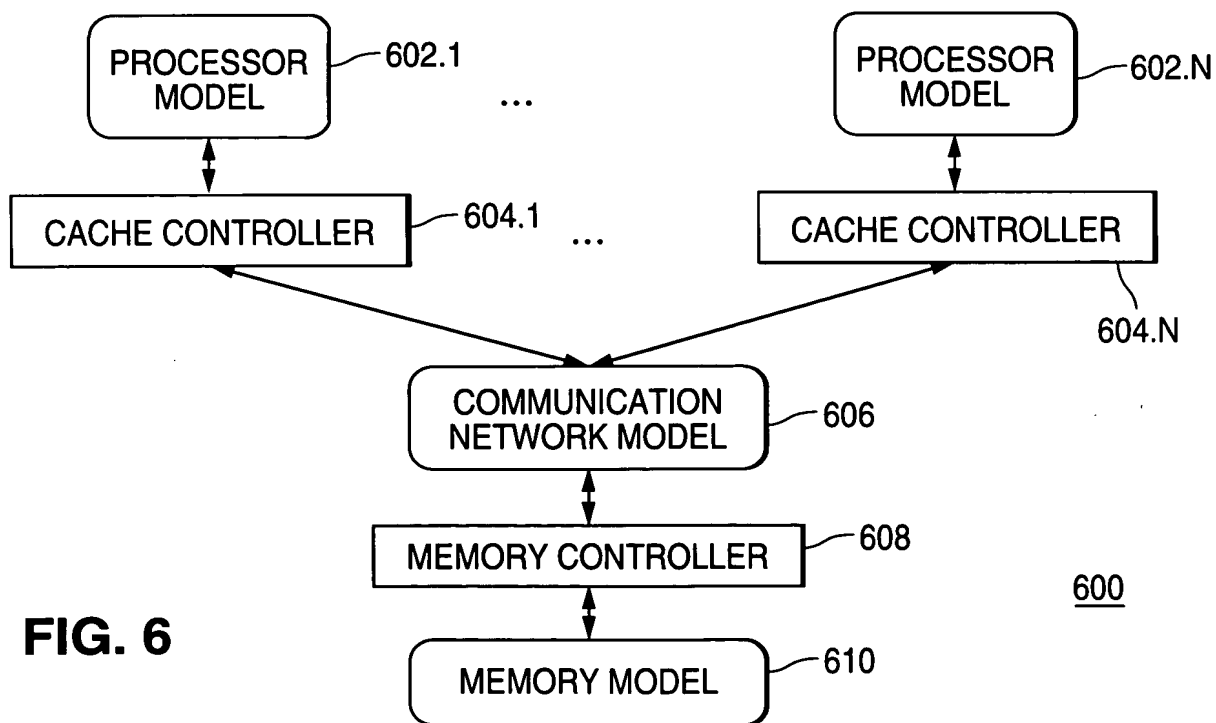 PROCESSOR
MODEL
602.1
...
PROCESSOR
MODEL
602.N
CACHE CONTROLLER
604.1
...
CACHE CONTROLLER
604.N
COMMUNICATION
NETWORK MODEL
606
MEMORY CONTROLLER
608
600
FIG. 6
MEMORY MODEL
610